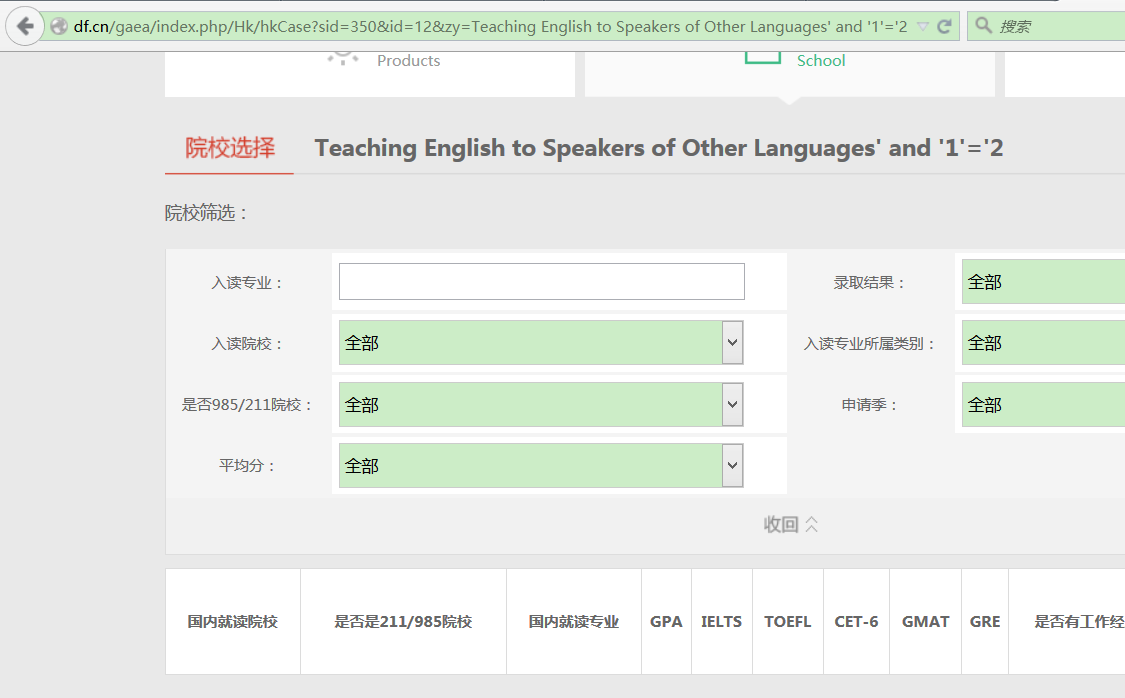 df.cn/gaea/index.php/Hk/hkCase?sid=350&id=12&zy=Teaching English to Speakers of Other Languages' and '1'='2
搜索
Products
School
院校选择
Teaching English to Speakers of Other Languages' and '1'='2
院校筛选：
入读专业：
录取结果：
全部
入读院校：
全部
入读专业所属类别：
全部
是否985/211院校：
全部
申请季：
全部
平均分：
全部
收回
国内就读院校
是否是211/985院校
国内就读专业
GPA
IELTS
TOEFL
CET-6
GMAT
GRE
是否有工作经